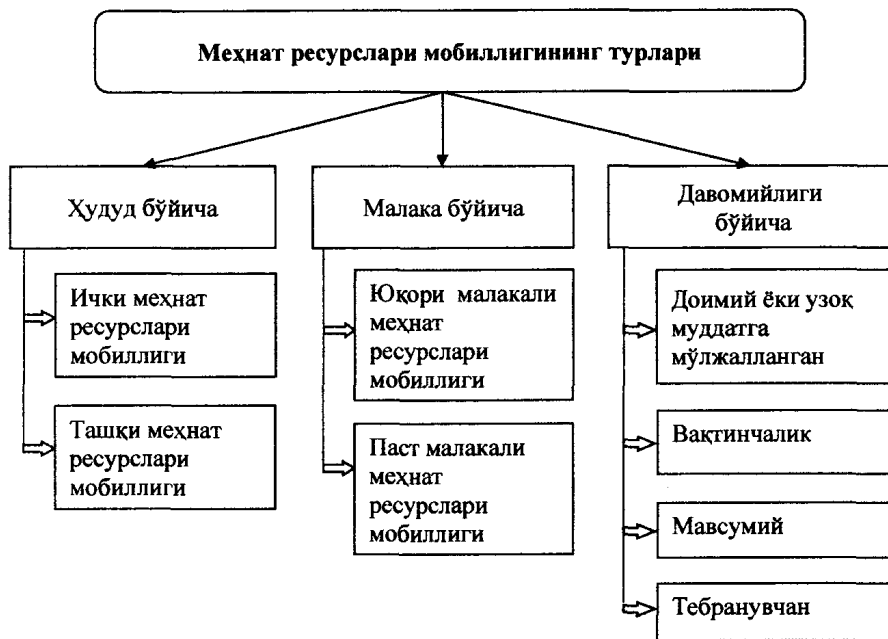 Меҳнат ресурслари мобиллигининг турлари
Ҳудуд бўйича
Ички меҳнат
ресурслари
мобиллиги
Ташқи меҳнат
ресурслари
мобиллиги
Малака бўйича
Юқори малакали
меҳнат
ресурслари
мобиллиги
Паст малакали
меҳнат
ресурслари
мобиллиги
Давомийлиги
бўйича
Доимий ёки узоқ
муддатга
мўлжалланган
Вақтинчалик
Мавсумий
Тебранувчан